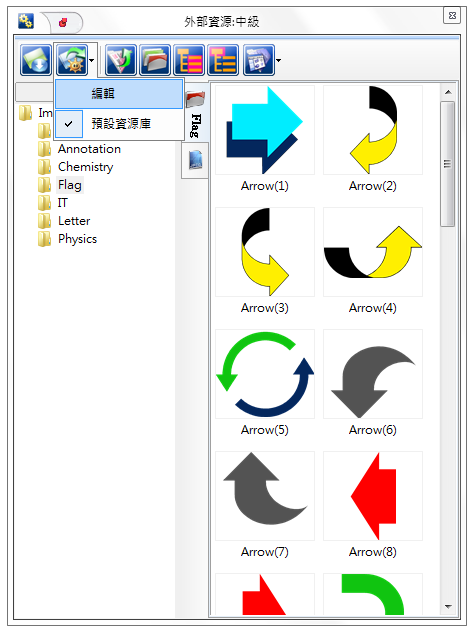 外部資源:中級
編輯
預設資源庫
Im
Annotation
Chemistry
Flag
IT
Letter
Physics
Flag
Arrow(1)
Arrow(2)
Arrow(3)
Arrow(4)
Arrow(5)
Arrow(6)
Arrow(7)
Arrow(8)